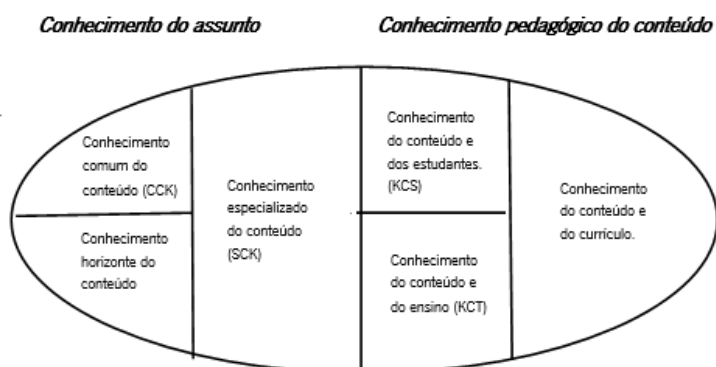 Conhecimento do assunto
Conhecimento pedagógico do conteúdo
Conhecimento
comum do
conteúdo (CCK)
Conhecimento
horizonte do
conteúdo
Conhecimento
especializado
do conteúdo
(SCK)
Conhecimento
do conteúdo e
dos estudantes.
(KCS)
Conhecimento
do conteúdo e
do ensino (KCT)
Conhecimento
do conteúdo e
do currículo.